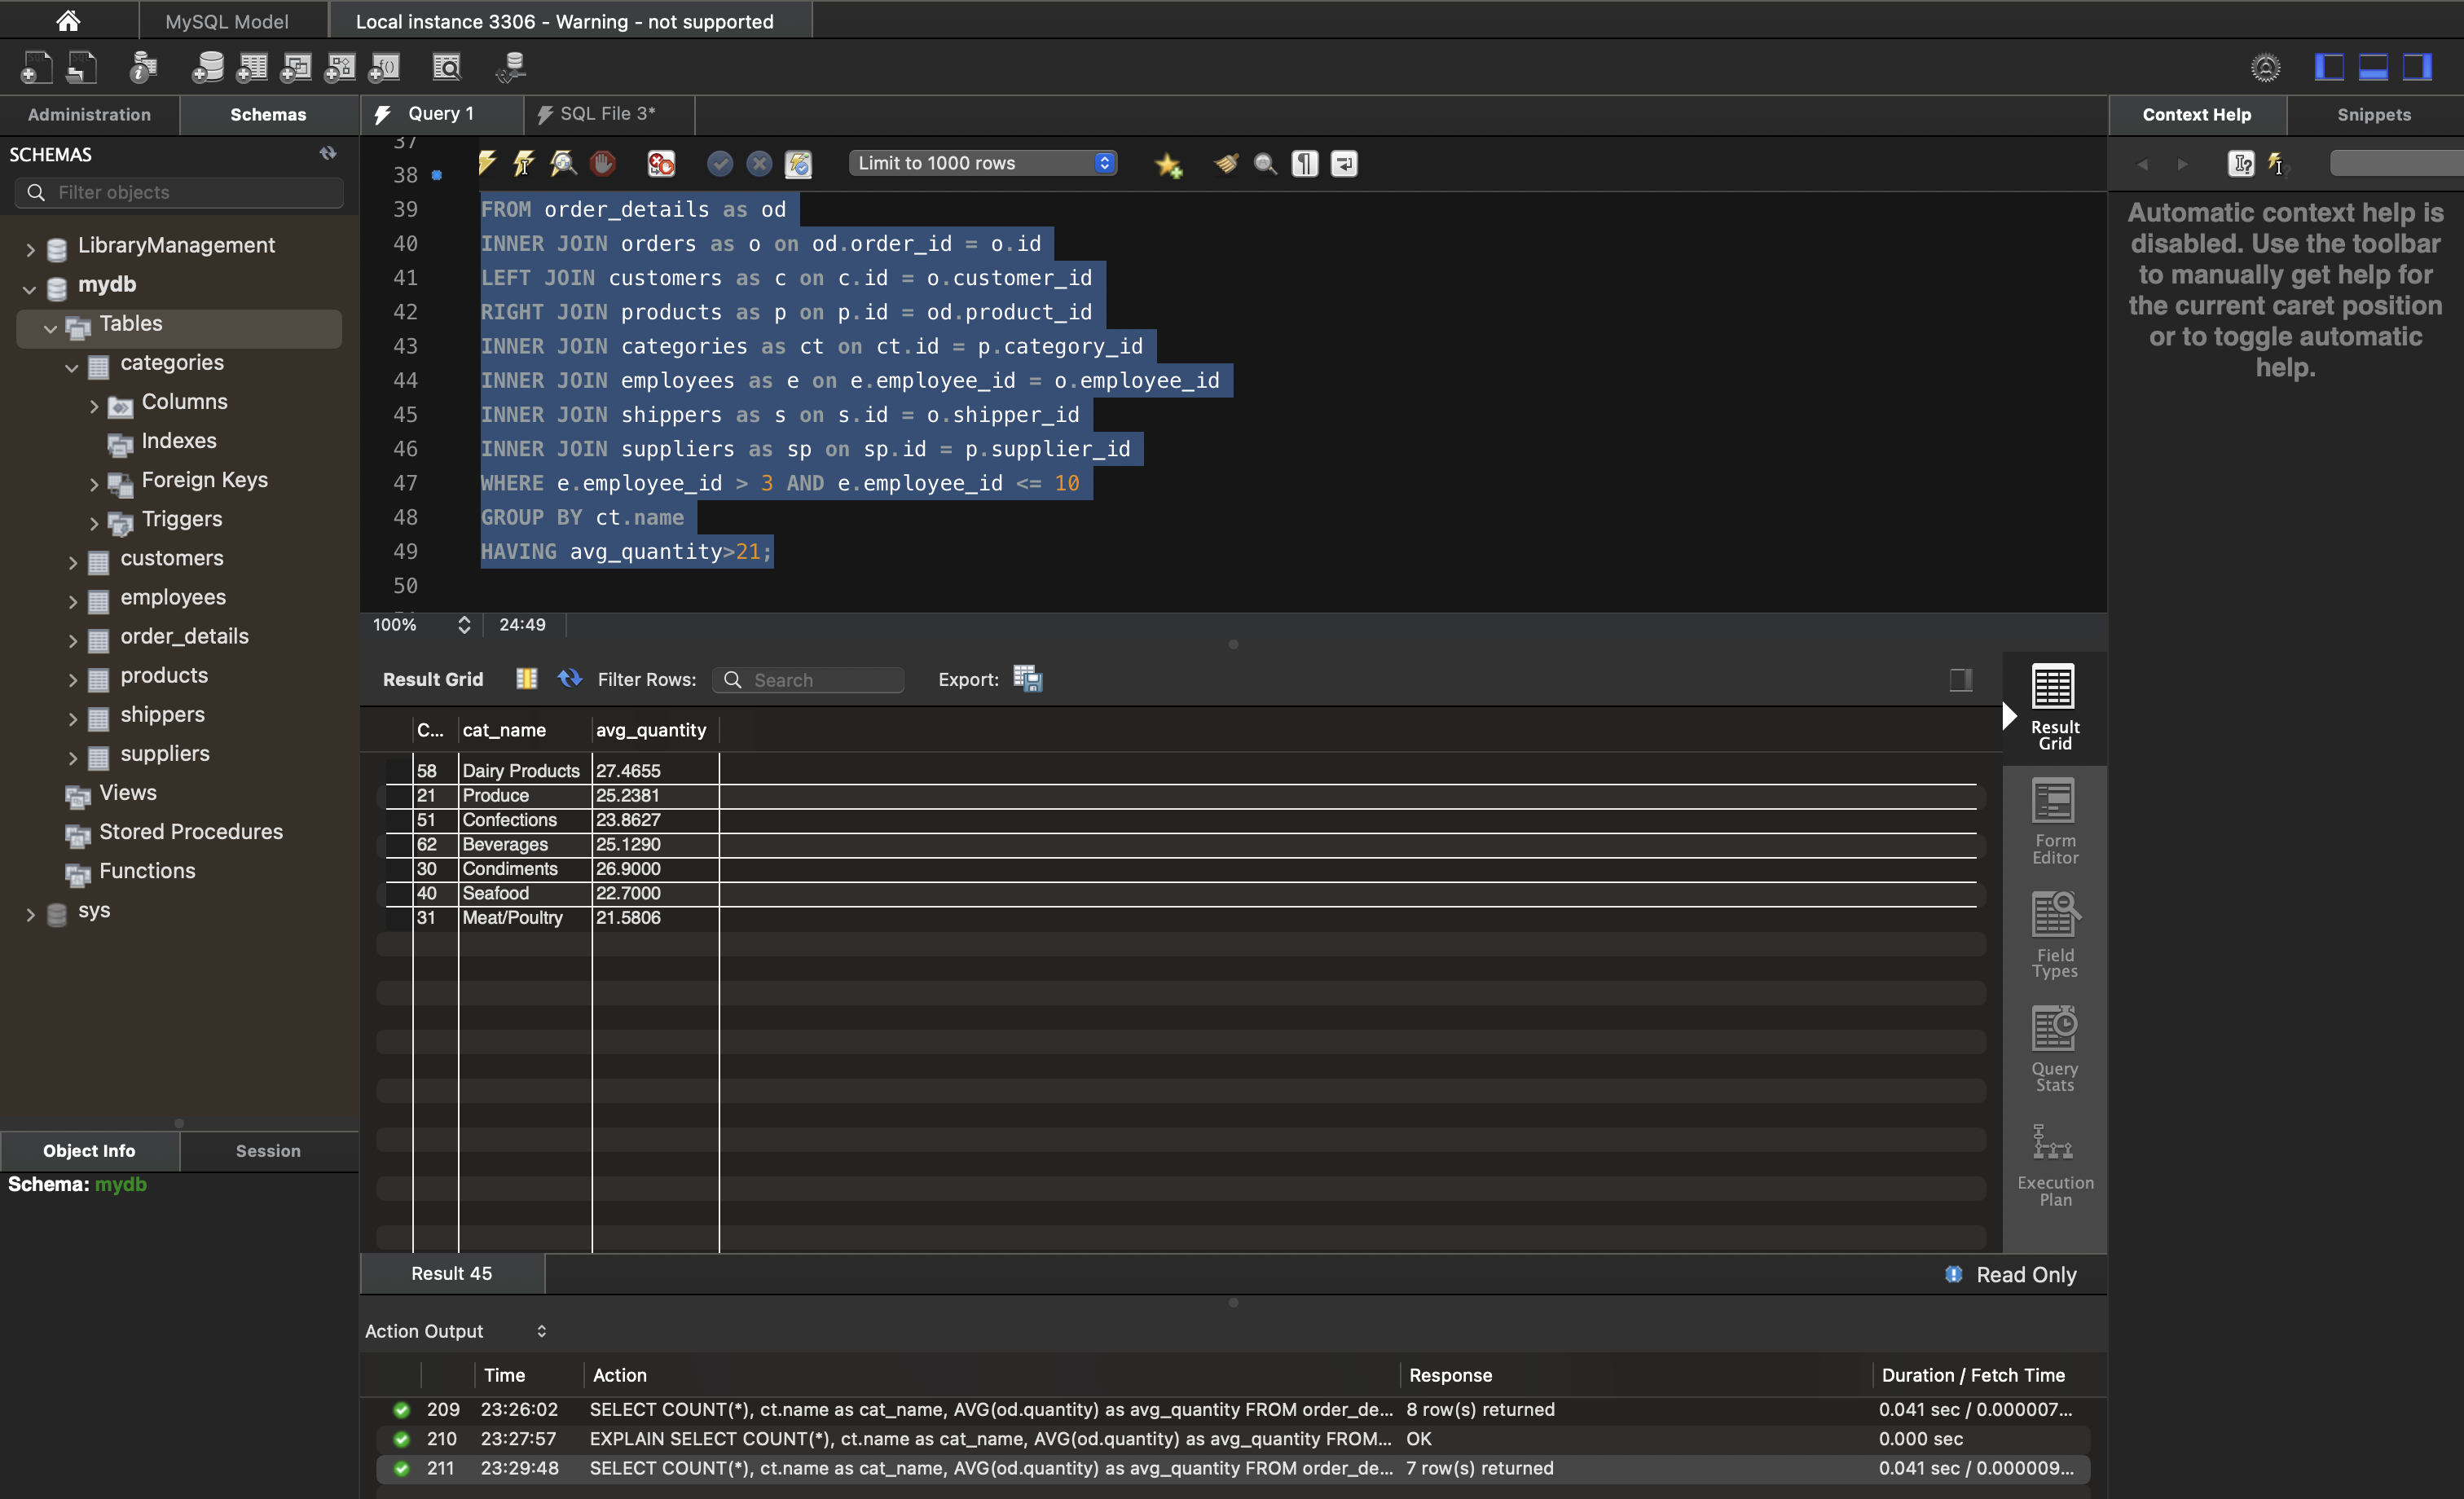 MySQL Model
Local instance 3306 - Warning - not supported
Administration
Schemas
Query 1
SQL File 3*
Context Help
Snippets
SCHEMAS
Filter objects
LibraryManagement
mydb
Tables
categories
Columns
Indexes
Foreign Keys
Triggers
customers
employees
order_details
products
shippers
suppliers
Views
Stored Procedures
Functions
sys
Object Info
Session
Schema: mydb
Limit to 1000 rows
37
38
39 FROM order_details as od
40 INNER JOIN orders as o on od.order_id = o.id
41 LEFT JOIN customers as c on c.id = o.customer_id
42 RIGHT JOIN products as p on p.id = od.product_id
43 INNER JOIN categories as ct on ct.id = p.category_id
44 INNER JOIN employees as e on e.employee_id = o.employee_id
45 INNER JOIN shippers as s on s.id = o.shipper_id
46 INNER JOIN suppliers as sp on sp.id = p.supplier_id
47 WHERE e.employee_id > 3 AND e.employee_id <= 10
48 GROUP BY ct.name
49 HAVING avg_quantity>21;
50
100% 24:49
Result Grid Filter Rows: Search Export:
C... cat_name avg_quantity
58 Dairy Products 27.4655
21 Produce 25.2381
51 Confections 23.8627
62 Beverages 25.1290
30 Condiments 26.9000
40 Seafood 22.7000
31 Meat/Poultry 21.5806
Result
Grid
Form
Editor
Field
Types
Query
Stats
Execution
Plan
Result 45
Read Only
Action Output
Time Action Response Duration / Fetch Time
209 23:26:02 SELECT COUNT(*), ct.name as cat_name, AVG(od.quantity) as avg_quantity FROM order_de... 8 row(s) returned 0.041 sec / 0.000007...
210 23:27:57 EXPLAIN SELECT COUNT(*), ct.name as cat_name, AVG(od.quantity) as avg_quantity FROM... OK 0.000 sec
211 23:29:48 SELECT COUNT(*), ct.name as cat_name, AVG(od.quantity) as avg_quantity FROM order_de... 7 row(s) returned 0.041 sec / 0.000009...
Automatic context help is
disabled. Use the toolbar
to manually get help for
the current caret position
or to toggle automatic
help.